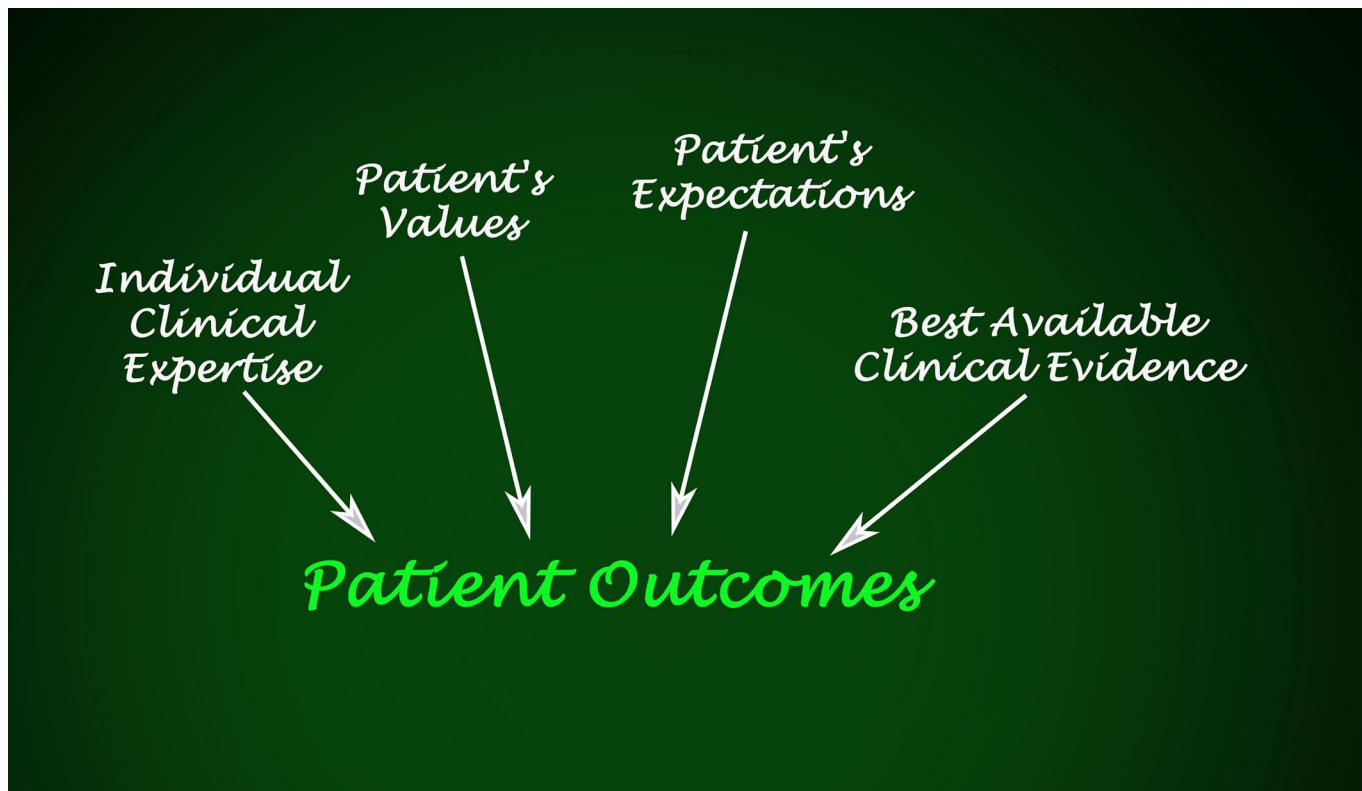 Individual
Clinical
Expertise
Patient's
Values
Patient's
Expectations
Best Available
Clinical Evidence
Patient Outcomes